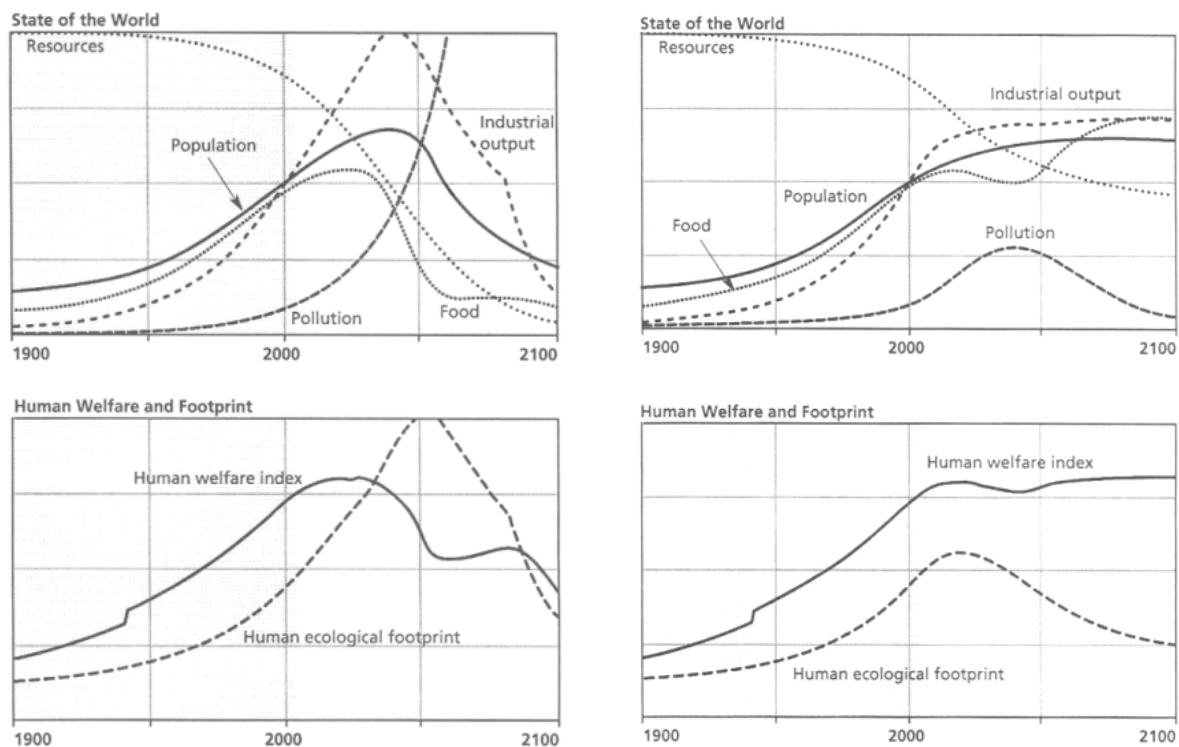 State of the World
Resources
Population
Industrial
output
Pollution
Food
1900
2000
2100
State of the World
Resources
Industrial output
Population
Food
Pollution
1900
2000
2100
Human Welfare and Footprint
Human welfare index
Human ecological footprint
1900
2000
2100
Human Welfare and Footprint
Human welfare index
Human ecological footprint
1900
2000
2100